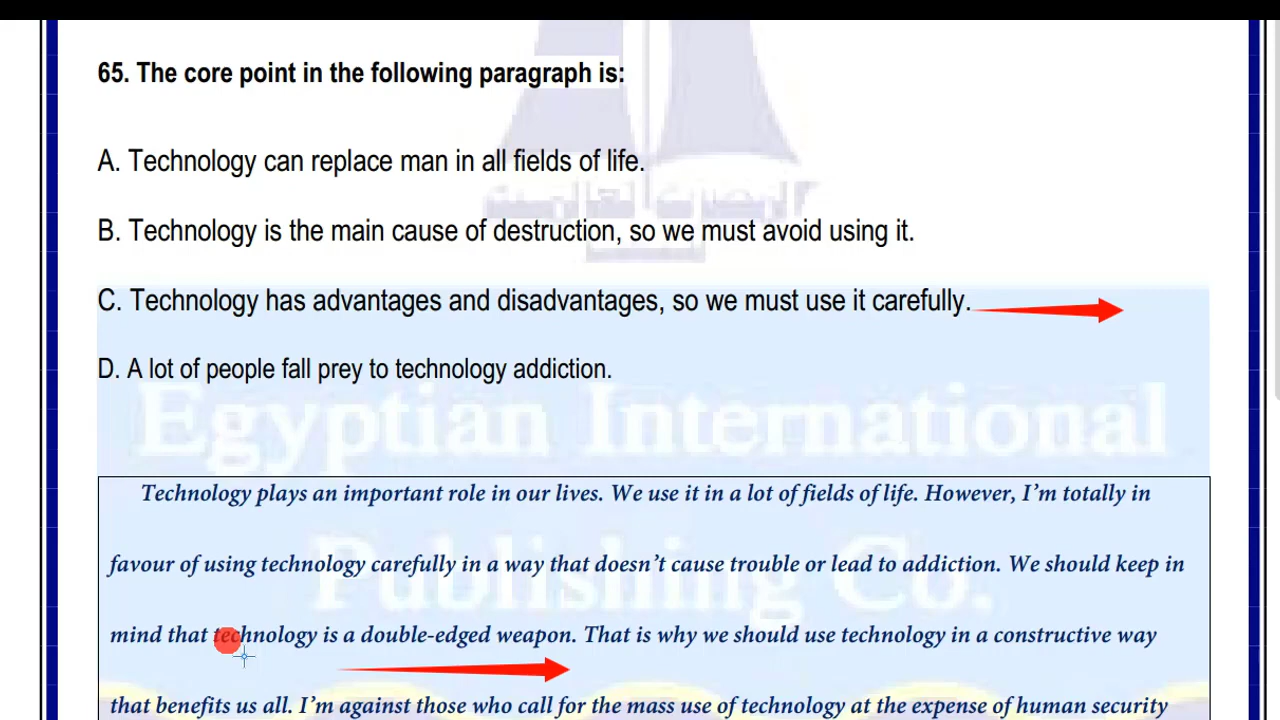 65. The core point in the following paragraph is:
A. Technology can replace man in all fields of life.
B. Technology is the main cause of destruction, so we must avoid using it.
C. Technology has advantages and disadvantages, so we must use it carefully.
D. A lot of people fall prey to technology addiction.
Egyptian International
Technology plays an important role in our lives. We use it in a lot of fields of life. However, I’m totally in
Publishing Co.
favour of using technology carefully in a way that doesn’t cause trouble or lead to addiction. We should keep in
mind that technology is a double-edged weapon. That is why we should use technology in a constructive way
that benefits us all. I’m against those who call for the mass use of technology at the expense of human security